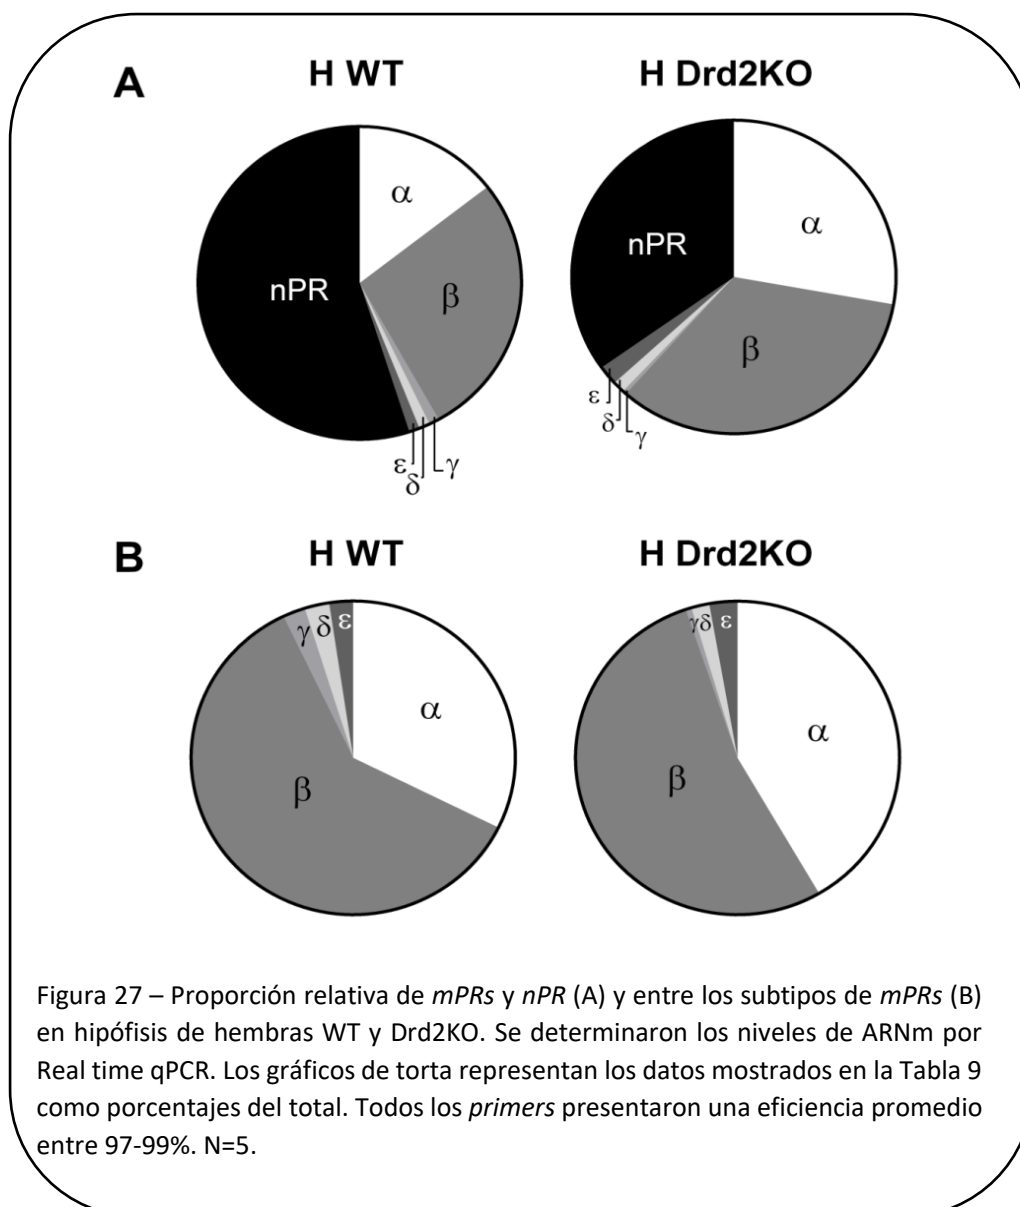 A
H WT
H Drd2KO
α
β
nPR
ε
δ
γ
α
β
nPR
ε
δ
γ
B
H WT
H Drd2KO
γ
δ
ε
α
β
γ
δ
ε
α
β
Figura 27 – Proporción relativa de mPRs y nPR (A) y entre los subtipos de mPRs (B)
en hipófisis de hembras WT y Drd2KO. Se determinaron los niveles de ARNm por
Real time qPCR. Los gráficos de torta representan los datos mostrados en la Tabla 9
como porcentajes del total. Todos los primers presentaron una eficiencia promedio
entre 97-99%. N=5.